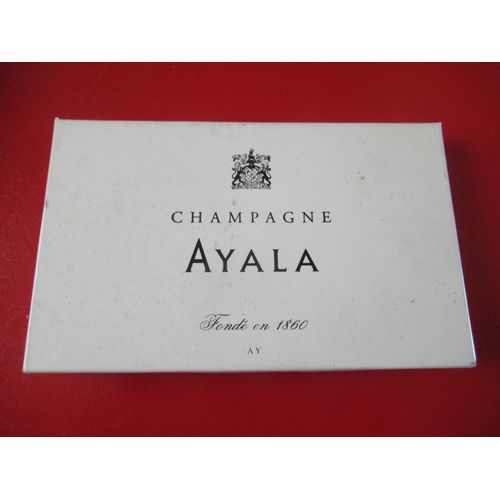 CHAMPAGNE
AYALA
Fondé en 1860
AY